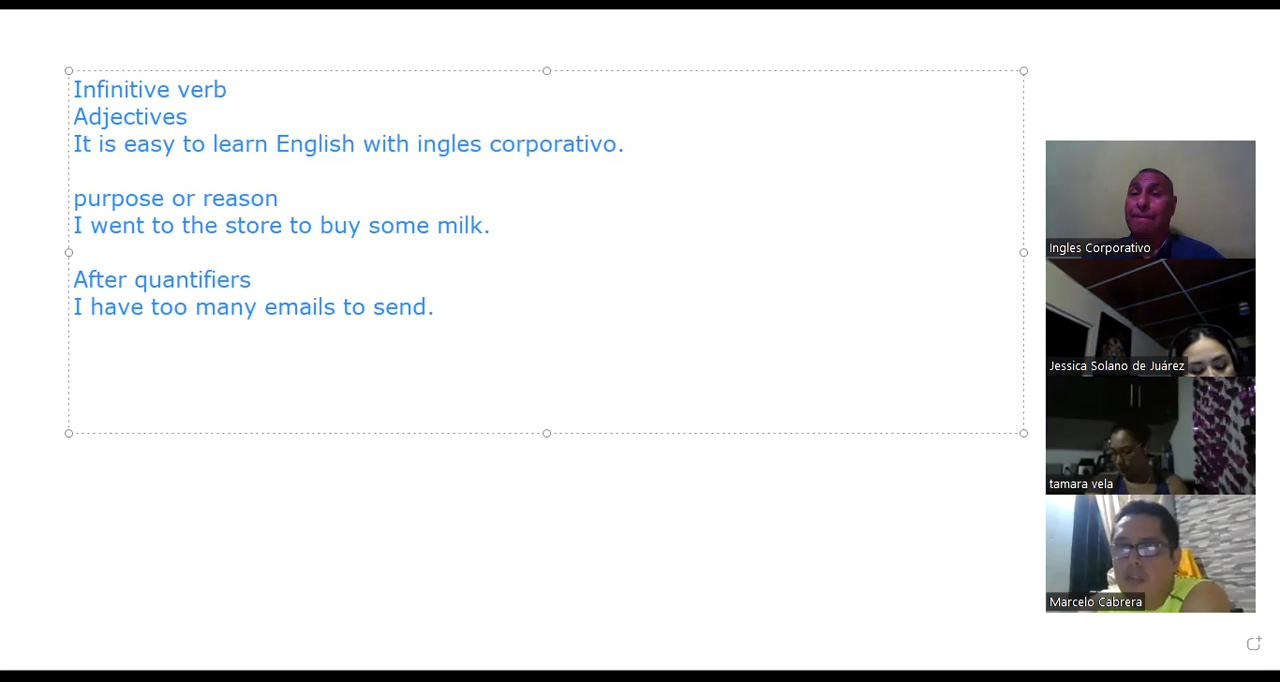 Infinitive verb
Adjectives
It is easy to learn English with ingles corporativo.
purpose or reason
I went to the store to buy some milk.
After quantifiers
I have too many emails to send.
Ingles Corporativo
Jessica Solano de Juárez
tamara vela
Marcelo Cabrera